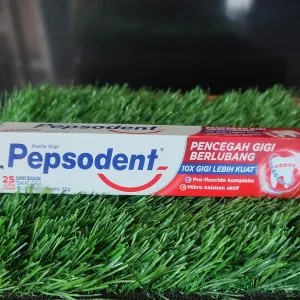 Pasta Gigi
Pepsodent
25
PENCEGAH GIGI
BERLUBANG
10X GIGI LEBIH KUAT
Pro-fluoride kompleks
Mikro kalsium aktif